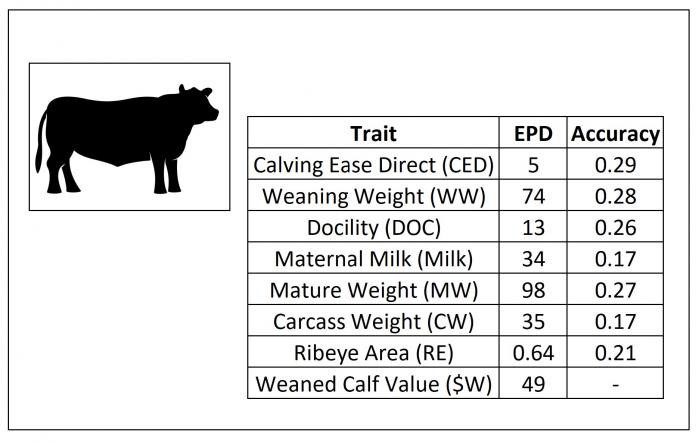 Trait EPD Accuracy
Calving Ease Direct (CED) 5 0.29
Weaning Weight (WW) 74 0.28
Docility (DOC) 13 0.26
Maternal Milk (Milk) 34 0.17
Mature Weight (MW) 98 0.27
Carcass Weight (CW) 35 0.17
Ribeye Area (RE) 0.64 0.21
Weaned Calf Value ($W) 49 -